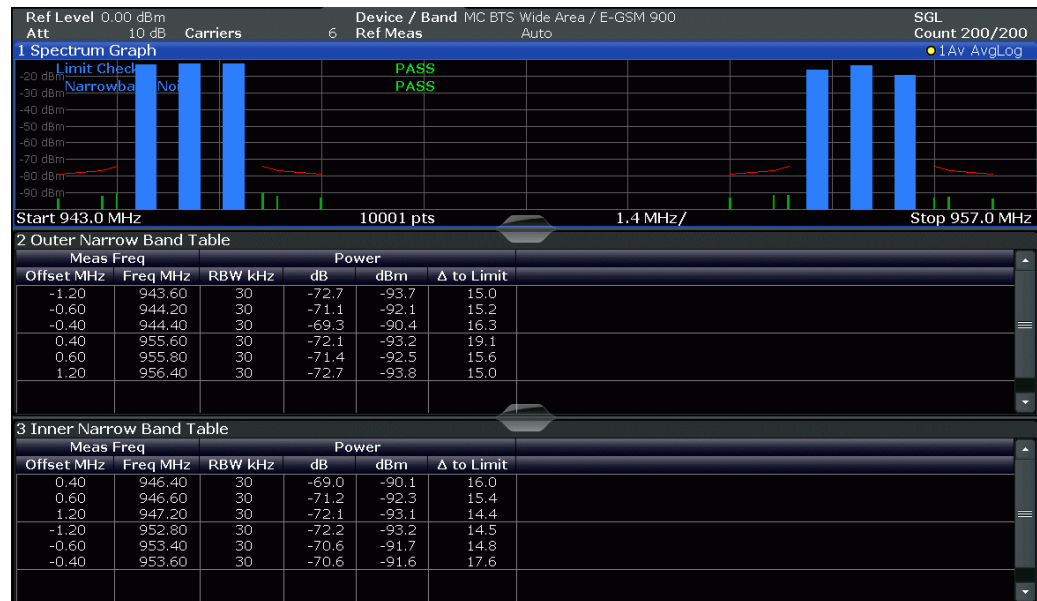 Ref Level 0.00 dBm Device / Band MC BTS Wide Area / E-GSM 900 SGL
Att 10 dB Carriers 6 Ref Meas Auto Count 200/200
1 Spectrum Graph 1Av AvgLog
Limit Check PASS
-20 dBm
Narrowba Noi PASS
-30 dBm
-40 dBm
-50 dBm
-60 dBm
-70 dBm
-80 dBm
-90 dBm
Start 943.0 MHz 10001 pts 1.4 MHz/ Stop 957.0 MHz
2 Outer Narrow Band Table
Meas Freq Power
Offset MHz Freq MHz RBW kHz dB dBm Δ to Limit
-1.20 943.60 30 -72.7 -93.7 15.0
-0.60 944.20 30 -71.1 -92.1 15.2
-0.40 944.40 30 -69.3 -90.4 16.3
0.40 955.60 30 -72.1 -93.2 19.1
0.60 955.80 30 -71.4 -92.5 15.6
1.20 956.40 30 -72.7 -93.8 15.0
3 Inner Narrow Band Table
Meas Freq Power
Offset MHz Freq MHz RBW kHz dB dBm Δ to Limit
0.40 946.40 30 -69.0 -90.1 16.0
0.60 946.60 30 -71.2 -92.3 15.4
1.20 947.20 30 -72.1 -93.1 14.4
-1.20 952.80 30 -72.2 -93.2 14.5
-0.60 953.40 30 -70.6 -91.7 14.8
-0.40 953.60 30 -70.6 -91.6 17.6